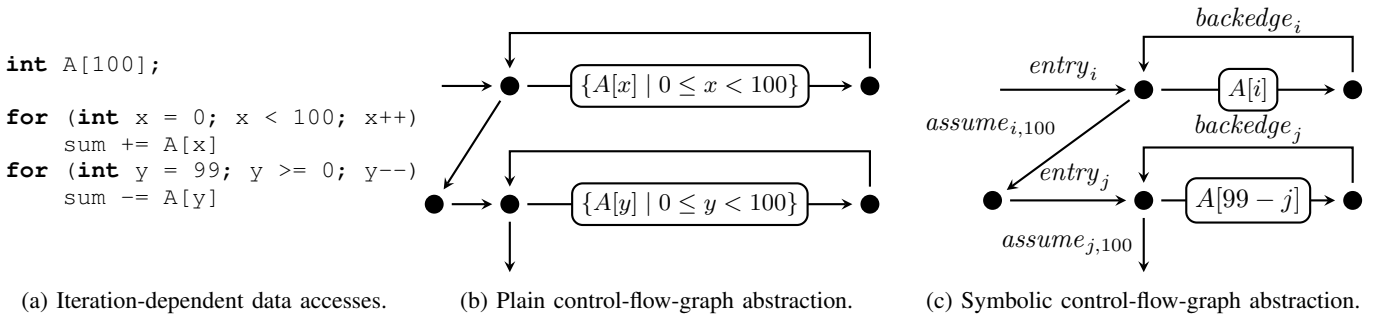 int A[100];
for (int x = 0; x < 100; x++)
sum += A[x]
for (int y = 99; y >= 0; y--)
sum -= A[y]
(a) Iteration-dependent data accesses.
{A[x] | 0 ≤ x < 100}
{A[y] | 0 ≤ y < 100}
(b) Plain control-flow-graph abstraction.
backedge_i
entry_i
A[i]
assume_{i,100}
backedge_j
entry_j
A[99 − j]
assume_{j,100}
(c) Symbolic control-flow-graph abstraction.